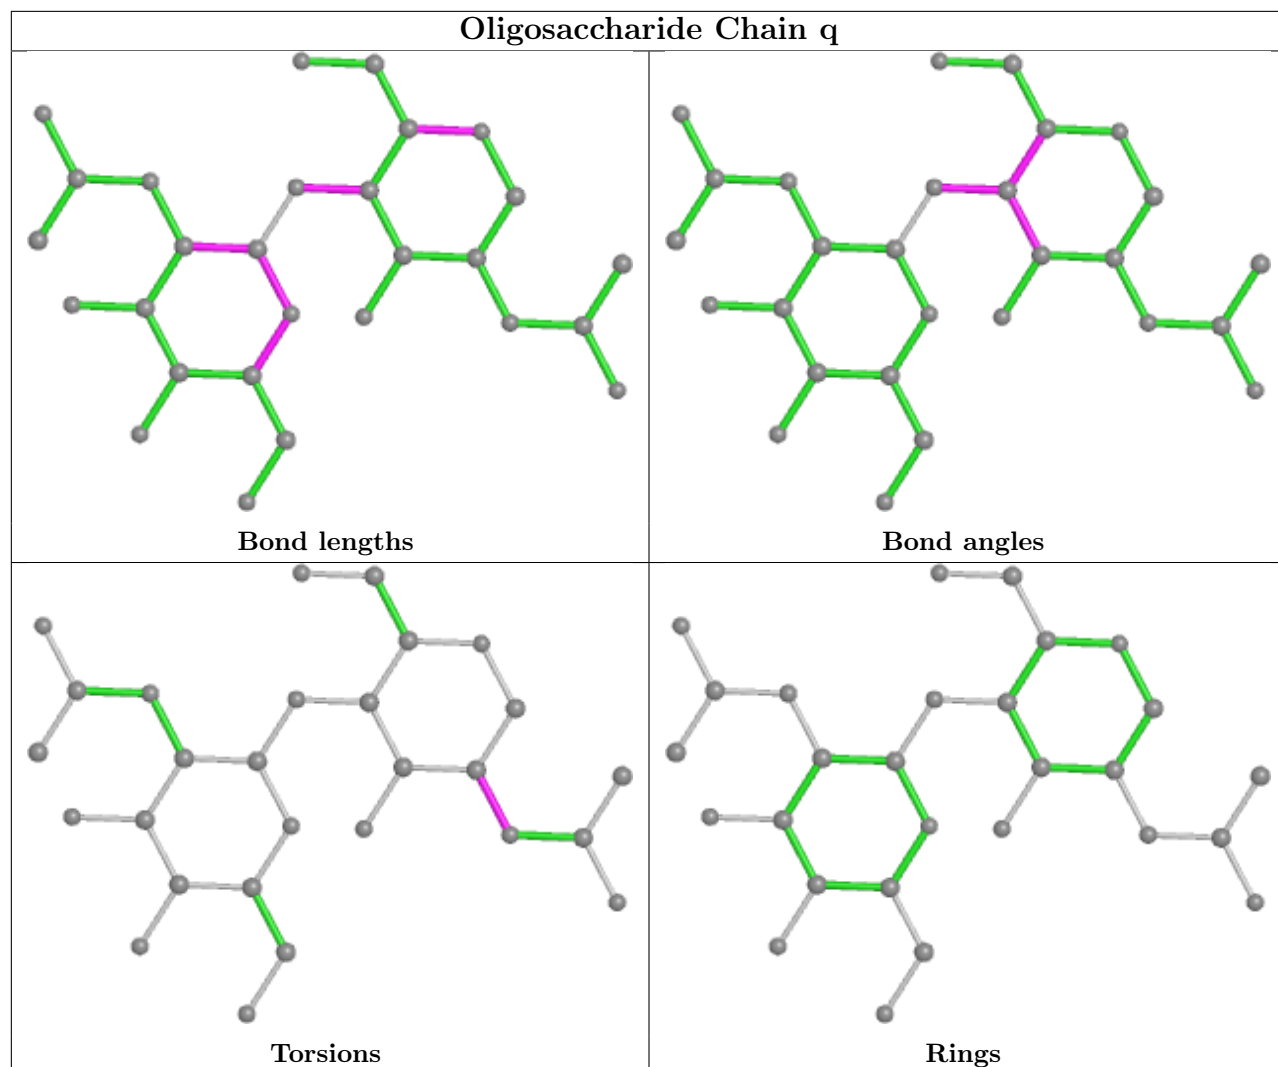 Oligosaccharide Chain q
Bond lengths
Bond angles
Torsions
Rings